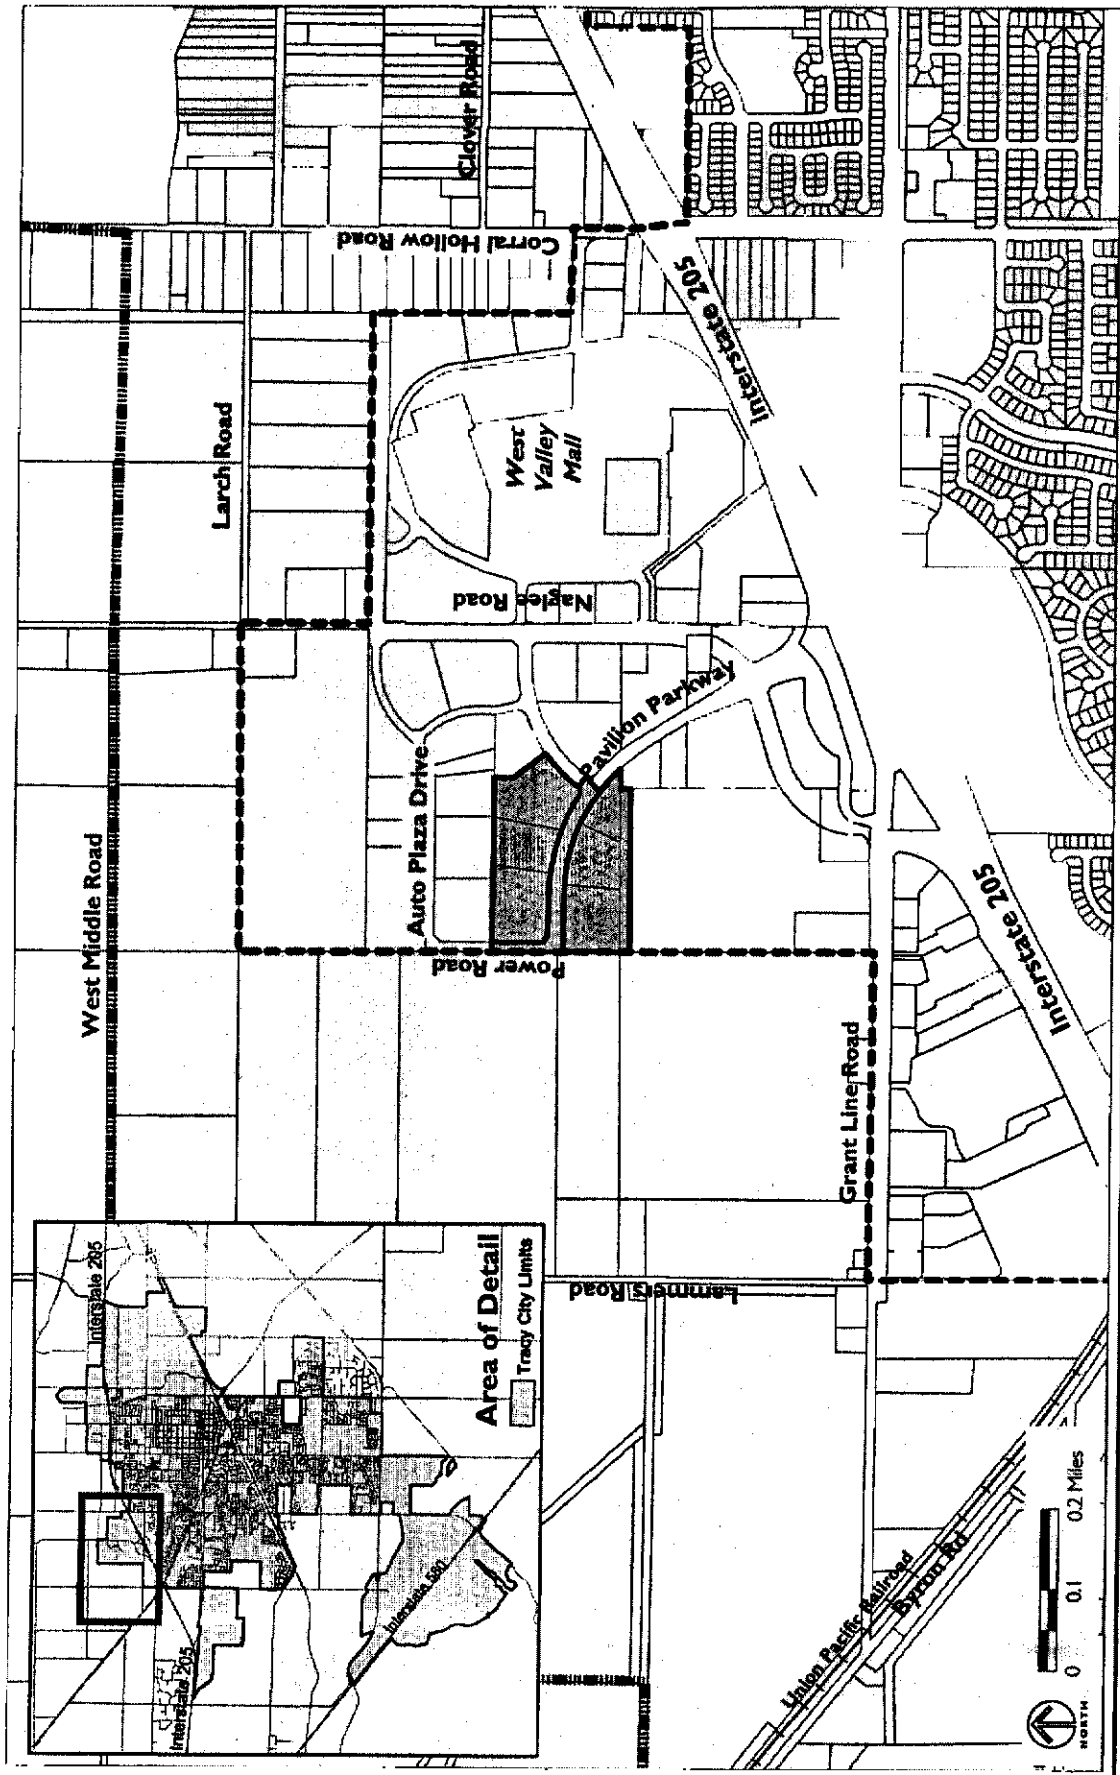 Interstate 205
Interstate 205
Interstate 580
Area of Detail
Tracy City Limits
West Middle Road
Larch Road
Corral Hollow Road
Clover Road
West
Valley
Mall
Naglee
Road
Auto Plaza Drive
Pavilion Parkway
Power Road
Interstate 205
Interstate 205
Grant Line Road
Lammers Road
Union Pacific Railroad
Byron Rd
0
0.1
0.2 Miles
NORTH